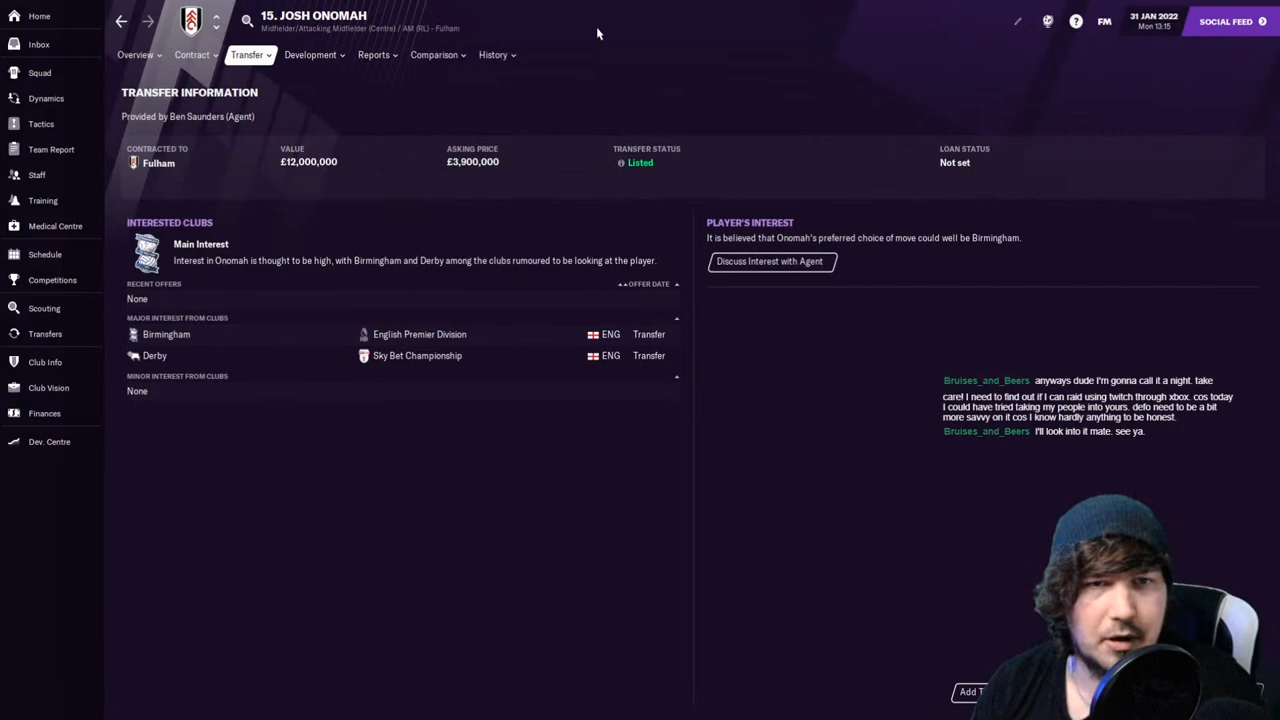 Home
15. JOSH ONOMAH
Midfielder/Attacking Midfielder (Centre) / AM (RL) - Fulham
FM
31 JAN 2022
Mon 13:15
SOCIAL FEED
Inbox
Squad
Dynamics
Tactics
Team Report
Staff
Training
Medical Centre
Schedule
Competitions
Scouting
Transfers
Club Info
Club Vision
Finances
Dev. Centre
Overview
Contract
Transfer
Development
Reports
Comparison
History
TRANSFER INFORMATION
Provided by Ben Saunders (Agent)
CONTRACTED TO
Fulham
VALUE
£12,000,000
ASKING PRICE
£3,900,000
TRANSFER STATUS
Listed
LOAN STATUS
Not set
INTERESTED CLUBS
Main Interest
Interest in Onomah is thought to be high, with Birmingham and Derby among the clubs rumoured to be looking at the player.
RECENT OFFERS OFFER DATE
None
MAJOR INTEREST FROM CLUBS
Birmingham English Premier Division ENG Transfer
Derby Sky Bet Championship ENG Transfer
MINOR INTEREST FROM CLUBS
None
PLAYER'S INTEREST
It is believed that Onomah's preferred choice of move could well be Birmingham.
Discuss Interest with Agent
Bruises_and_Beers anyways dude I'm gonna call it a night. take
care! I need to find out if I can raid using twitch through xbox. cos today
I could have tried taking my people into yours. defo need to be a bit
more savvy on it cos I know hardly anything to be honest.
Bruises_and_Beers I'll look into it mate. see ya.
Add